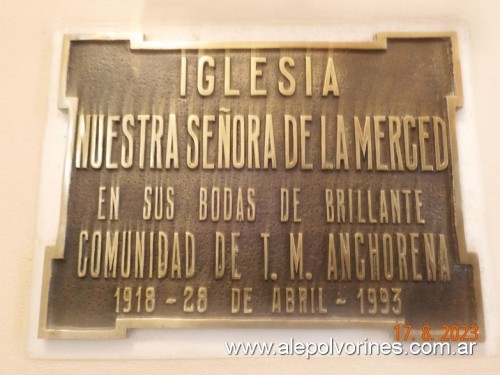 IGLESIA
NUESTRA SEÑORA DE LA MERCED
EN SUS BODAS DE BRILLANTE
COMUNIDAD DE T. M. ANCHORENA
1918 - 28 DE ABRIL - 1993
17. 8. 2023
www.alepolvorines.com.ar